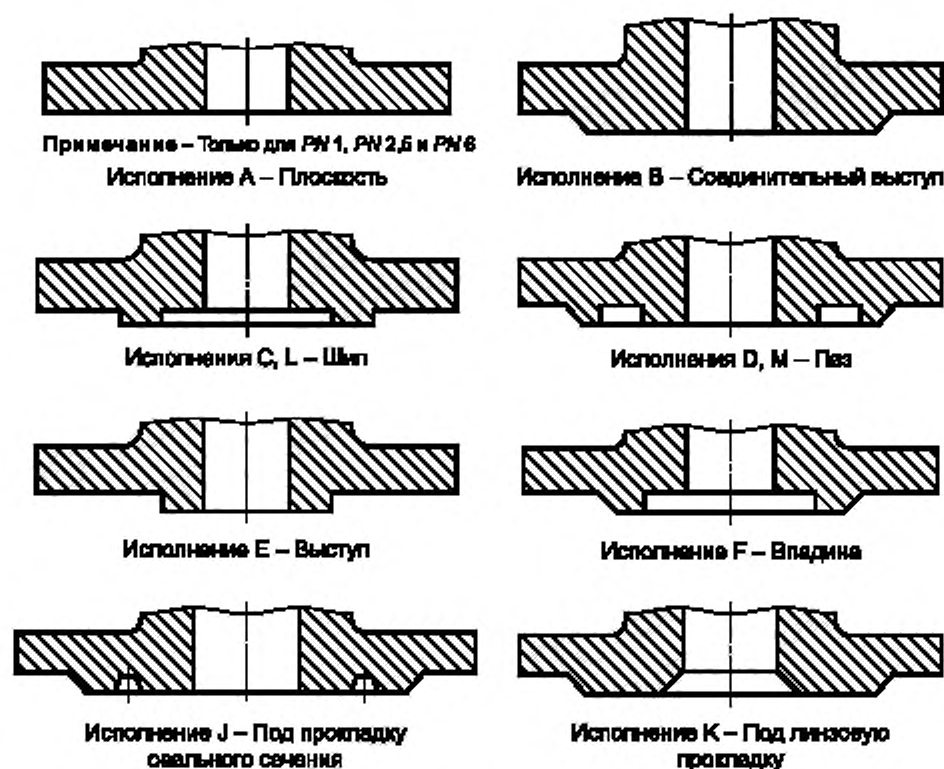 Примечание – Только для PN 1, PN 2,5 и PN 6
Исполнение A – Плоскость
Исполнение B – Соединительный выступ
Исполнения C, L – Шип
Исполнения D, M – Паз
Исполнение E – Выступ
Исполнение F – Впадина
Исполнение J – Под прокладку
овального сечения
Исполнение K – Под линзовую
прокладку